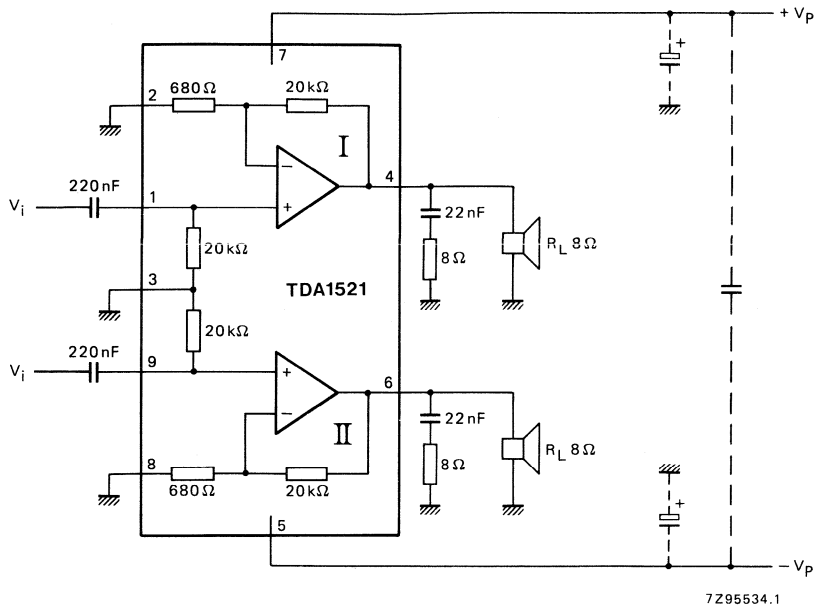 + VP
7
+
2
680Ω
20kΩ
I
−
4
220nF
Vi
1
+
22nF
20kΩ
RL 8Ω
8Ω
3
TDA1521
20kΩ
220nF
Vi
9
+
6
−
22nF
II
RL 8Ω
8
8Ω
680Ω
20kΩ
5
+
− VP
7Z95534.1